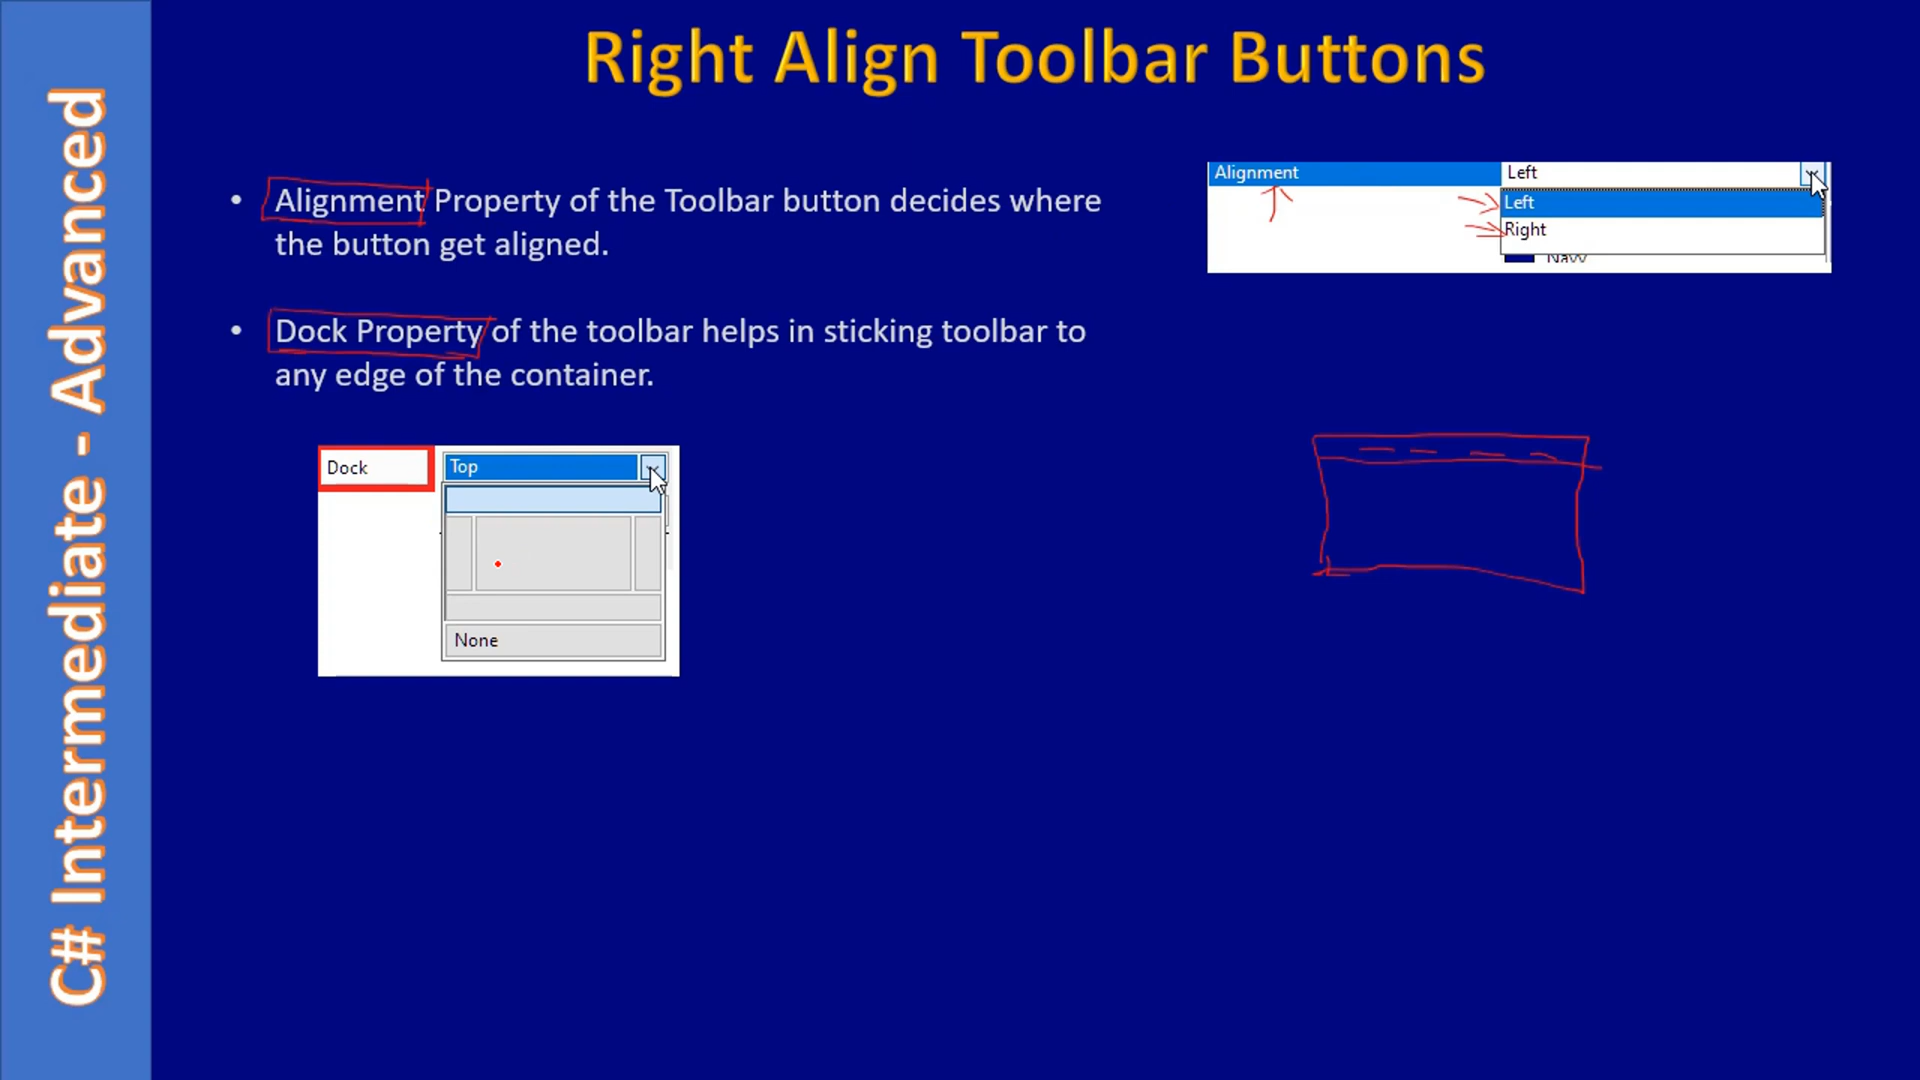 Right Align Toolbar Buttons
C# Intermediate - Advanced
• Alignment Property of the Toolbar button decides where
the button get aligned.
Alignment Left
Left
Right
Navy
• Dock Property of the toolbar helps in sticking toolbar to
any edge of the container.
Dock Top
None